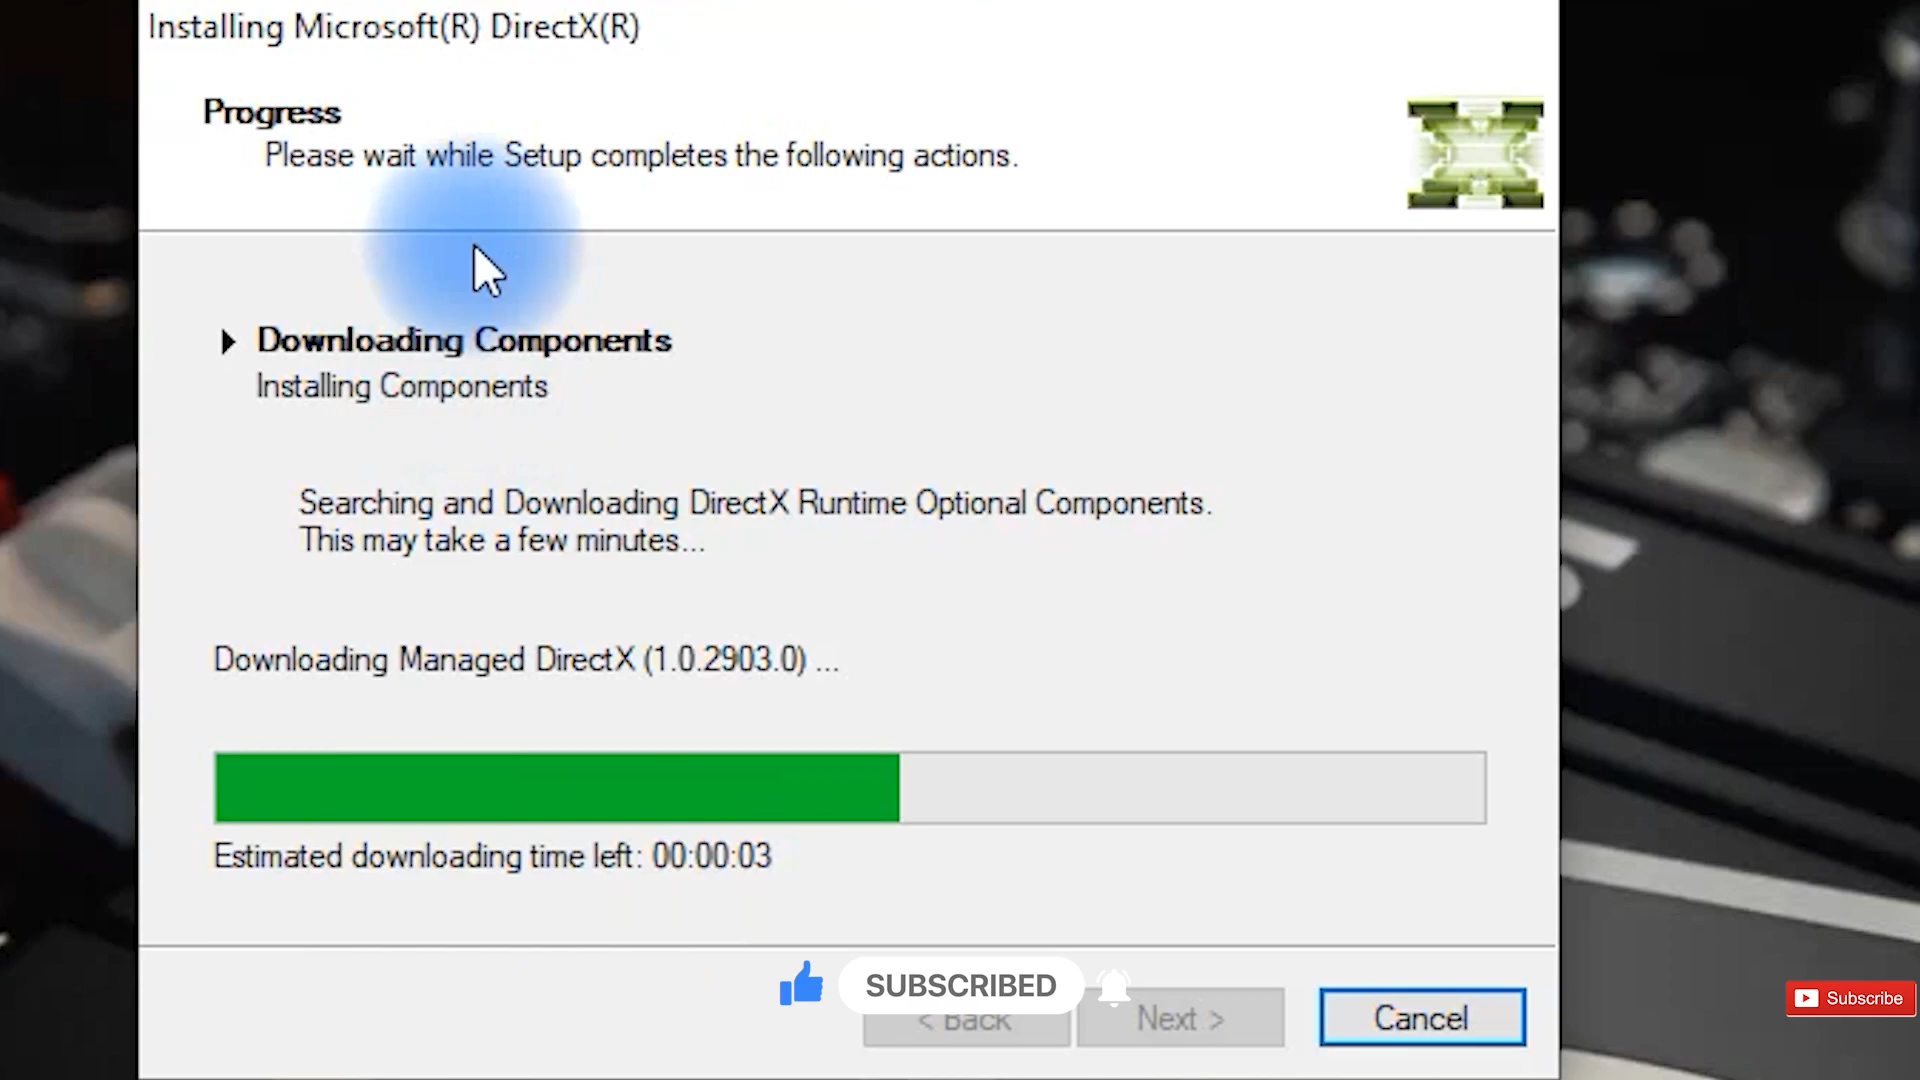 Installing Microsoft(R) DirectX(R)
Progress
Please wait while Setup completes the following actions.
Downloading Components
Installing Components
Searching and Downloading DirectX Runtime Optional Components.
This may take a few minutes...
Downloading Managed DirectX (1.0.2903.0) ...
Estimated downloading time left: 00:00:03
SUBSCRIBED
< Back
Next >
Cancel
Subscribe